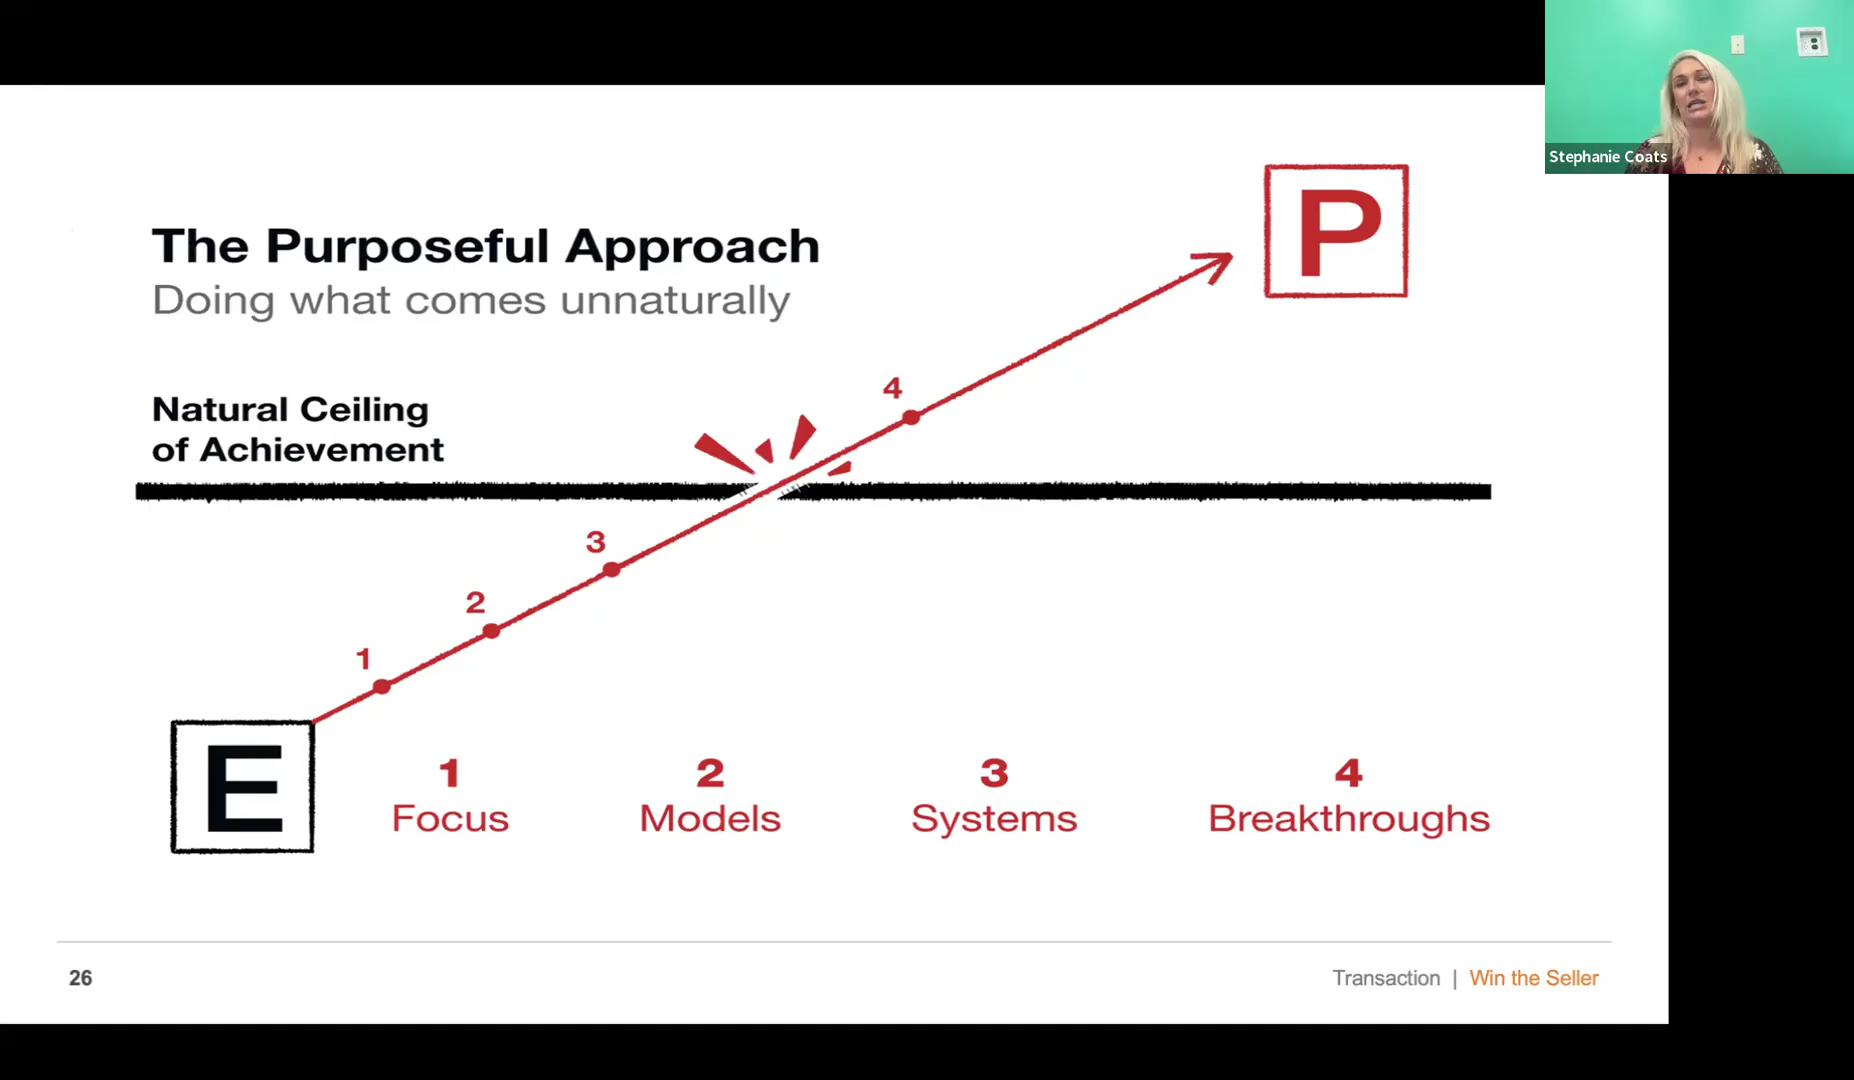 Stephanie Coats
P
The Purposeful Approach
Doing what comes unnaturally
4
Natural Ceiling
of Achievement
3
2
1
E
1
Focus
2
Models
3
Systems
4
Breakthroughs
26
Transaction | Win the Seller